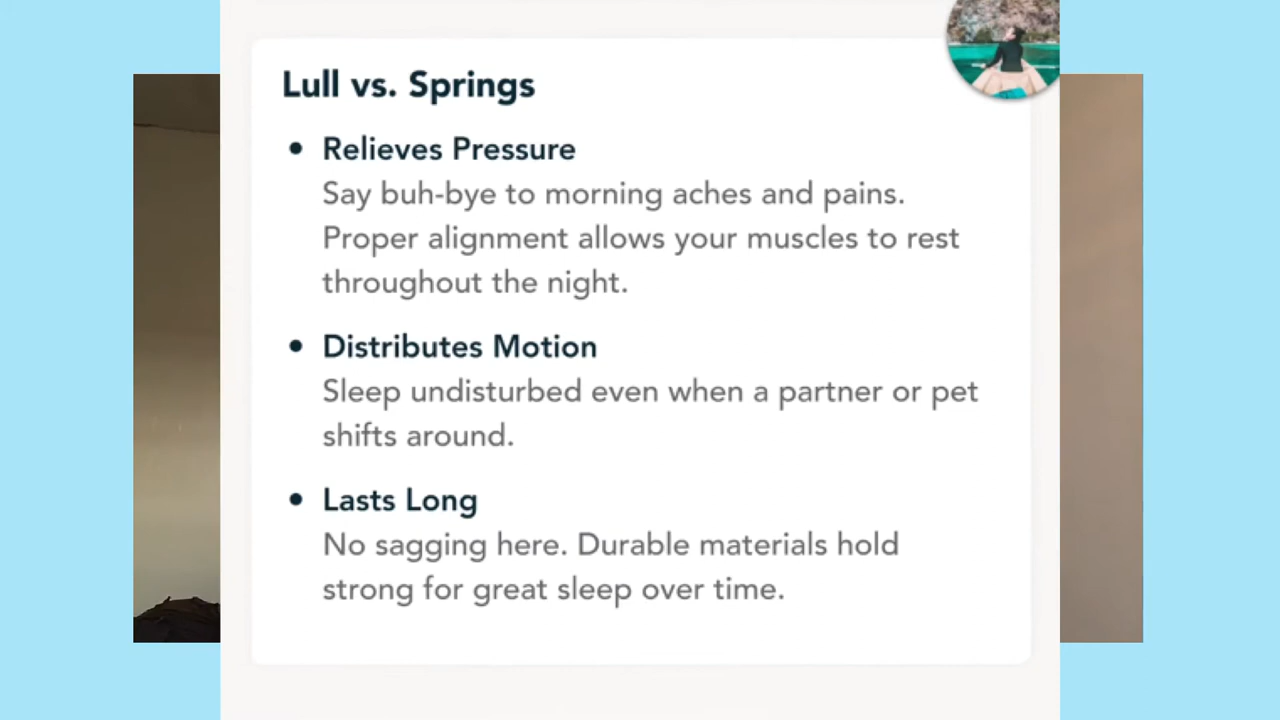 Lull vs. Springs
• Relieves Pressure
Say buh-bye to morning aches and pains.
Proper alignment allows your muscles to rest
throughout the night.
• Distributes Motion
Sleep undisturbed even when a partner or pet
shifts around.
• Lasts Long
No sagging here. Durable materials hold
strong for great sleep over time.